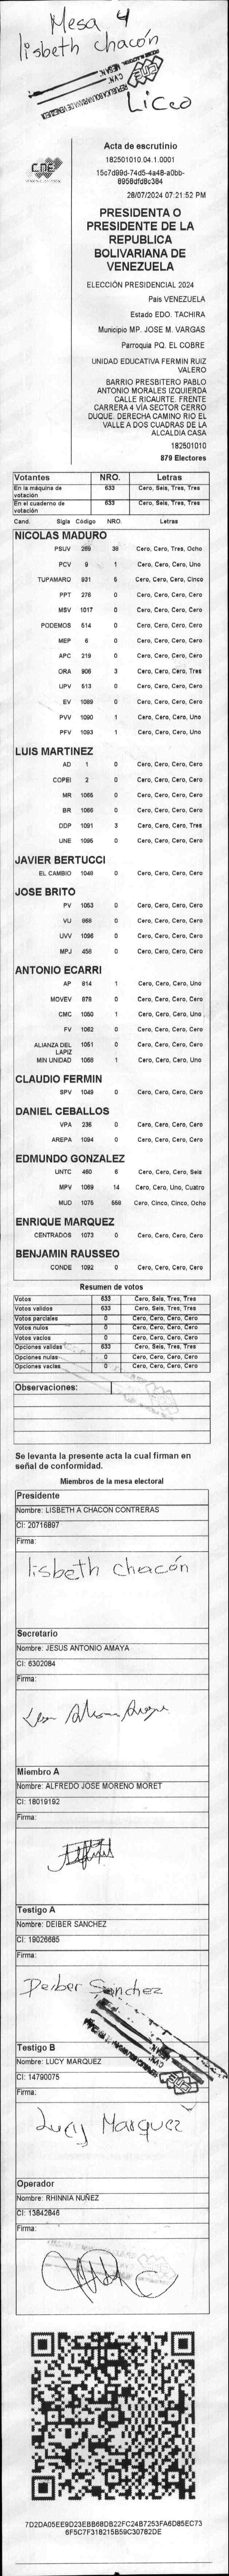 Mesa 4
lisbeth chacón
CNE
REPUBLICA BOLIVARIANA DE VENEZUELA
Liceo
CNE
Acta de escrutinio
182501010.04.1.0001
15c7d99d-74d5-4a48-a0bb-
8958dfd8c384
28/07/2024 07:21:52 PM
PRESIDENTA O
PRESIDENTE DE LA
REPUBLICA
BOLIVARIANA DE
VENEZUELA
ELECCIÓN PRESIDENCIAL 2024
País VENEZUELA
Estado EDO. TACHIRA
Municipio MP. JOSE M. VARGAS
Parroquia PQ. EL COBRE
UNIDAD EDUCATIVA FERMIN RUIZ
VALERO
BARRIO PRESBITERO PABLO
ANTONIO MORALES IZQUIERDA
CALLE RICAURTE. FRENTE
CARRERA 4 VIA SECTOR CERRO
DUQUE. DERECHA CAMINO RIO EL
VALLE A DOS CUADRAS DE LA
ALCALDIA CASA
182501010
879 Electores
Votantes NRO. Letras
En la máquina de votación 633 Cero, Seis, Tres, Tres
En el cuaderno de votación 633 Cero, Seis, Tres, Tres
Cand. Sigla Código NRO. Letras
NICOLAS MADURO
PSUV 269 38 Cero, Cero, Tres, Ocho
PCV 9 1 Cero, Cero, Cero, Uno
TUPAMARO 931 5 Cero, Cero, Cero, Cinco
PPT 276 0 Cero, Cero, Cero, Cero
MSV 1017 0 Cero, Cero, Cero, Cero
PODEMOS 514 0 Cero, Cero, Cero, Cero
MEP 6 0 Cero, Cero, Cero, Cero
APC 219 0 Cero, Cero, Cero, Cero
ORA 906 3 Cero, Cero, Cero, Tres
UPV 513 0 Cero, Cero, Cero, Cero
EV 1089 0 Cero, Cero, Cero, Cero
PVV 1090 1 Cero, Cero, Cero, Uno
PFV 1093 1 Cero, Cero, Cero, Uno
LUIS MARTINEZ
AD 1 0 Cero, Cero, Cero, Cero
COPEI 2 0 Cero, Cero, Cero, Cero
MR 1065 0 Cero, Cero, Cero, Cero
BR 1066 0 Cero, Cero, Cero, Cero
DDP 1091 3 Cero, Cero, Cero, Tres
UNE 1095 0 Cero, Cero, Cero, Cero
JAVIER BERTUCCI
EL CAMBIO 1048 0 Cero, Cero, Cero, Cero
JOSE BRITO
PV 1053 0 Cero, Cero, Cero, Cero
VU 868 0 Cero, Cero, Cero, Cero
UVV 1096 0 Cero, Cero, Cero, Cero
MPJ 458 0 Cero, Cero, Cero, Cero
ANTONIO ECARRI
AP 814 1 Cero, Cero, Cero, Uno
MOVEV 978 0 Cero, Cero, Cero, Cero
CMC 1050 1 Cero, Cero, Cero, Uno
FV 1062 0 Cero, Cero, Cero, Cero
ALIANZA DEL LAPIZ 1051 0 Cero, Cero, Cero, Cero
MIN UNIDAD 1068 1 Cero, Cero, Cero, Uno
CLAUDIO FERMIN
SPV 1049 0 Cero, Cero, Cero, Cero
DANIEL CEBALLOS
VPA 236 0 Cero, Cero, Cero, Cero
AREPA 1094 0 Cero, Cero, Cero, Cero
EDMUNDO GONZALEZ
UNTC 460 6 Cero, Cero, Cero, Seis
MPV 1069 14 Cero, Cero, Uno, Cuatro
MUD 1075 558 Cero, Cinco, Cinco, Ocho
ENRIQUE MARQUEZ
CENTRADOS 1073 0 Cero, Cero, Cero, Cero
BENJAMIN RAUSSEO
CONDE 1092 0 Cero, Cero, Cero, Cero
Resumen de votos
Votos 633 Cero, Seis, Tres, Tres
Votos validos 633 Cero, Seis, Tres, Tres
Votos parciales 0 Cero, Cero, Cero, Cero
Votos nulos 0 Cero, Cero, Cero, Cero
Votos vacios 0 Cero, Cero, Cero, Cero
Opciones validas 633 Cero, Seis, Tres, Tres
Opciones nulas 0 Cero, Cero, Cero, Cero
Opciones vacias 0 Cero, Cero, Cero, Cero
Observaciones:
Se levanta la presente acta la cual firman en
señal de conformidad.
Miembros de la mesa electoral
Presidente
Nombre: LISBETH A CHACON CONTRERAS
CI: 20716897
Firma:
lisbeth chacón
Secretario
Nombre: JESUS ANTONIO AMAYA
CI: 6302084
Firma:
Miembro A
Nombre: ALFREDO JOSE MORENO MORET
CI: 18019192
Firma:
Testigo A
Nombre: DEIBER SANCHEZ
CI: 19026685
Firma:
Deiber Sanchez
Testigo B
Nombre: LUCY MARQUEZ
CI: 14790075
Firma:
Lucy Marquez
Operador
Nombre: RHINNIA NUÑEZ
CI: 13842846
Firma:
7D2DA05EE9D23EBB68DB22FC24B7253FA6D85EC73
6F5C7F318215B59C30782DE